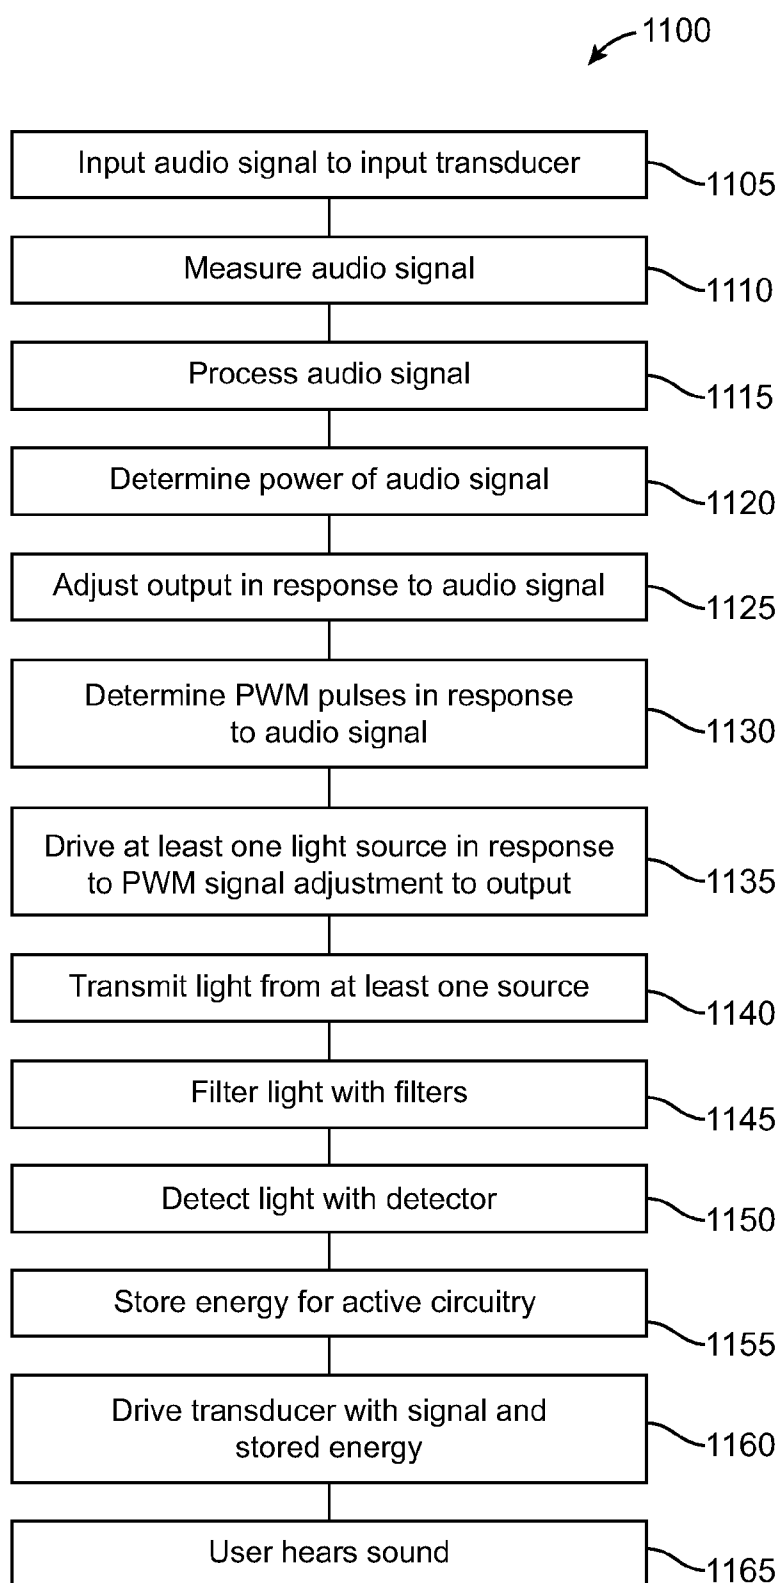 1100
Input audio signal to input transducer
1105
Measure audio signal
1110
Process audio signal
1115
Determine power of audio signal
1120
Adjust output in response to audio signal
1125
Determine PWM pulses in response
to audio signal
1130
Drive at least one light source in response
to PWM signal adjustment to output
1135
Transmit light from at least one source
1140
Filter light with filters
1145
Detect light with detector
1150
Store energy for active circuitry
1155
Drive transducer with signal and
stored energy
1160
User hears sound
1165